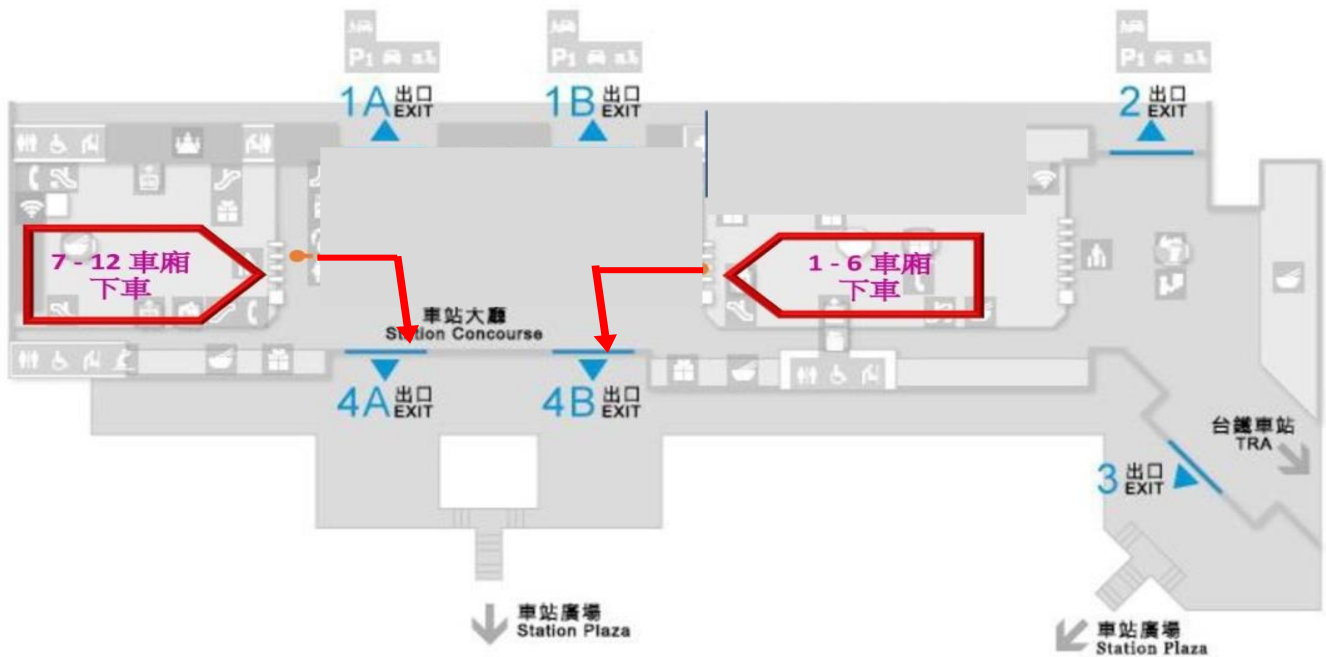 P1
P1
P1
1A 出口
EXIT
1B 出口
EXIT
2 出口
EXIT
7 - 12 車廂
下車
1 - 6 車廂
下車
車站大廳
Station Concourse
4A 出口
EXIT
4B 出口
EXIT
台鐵車站
TRA
3 出口
EXIT
車站廣場
Station Plaza
車站廣場
Station Plaza